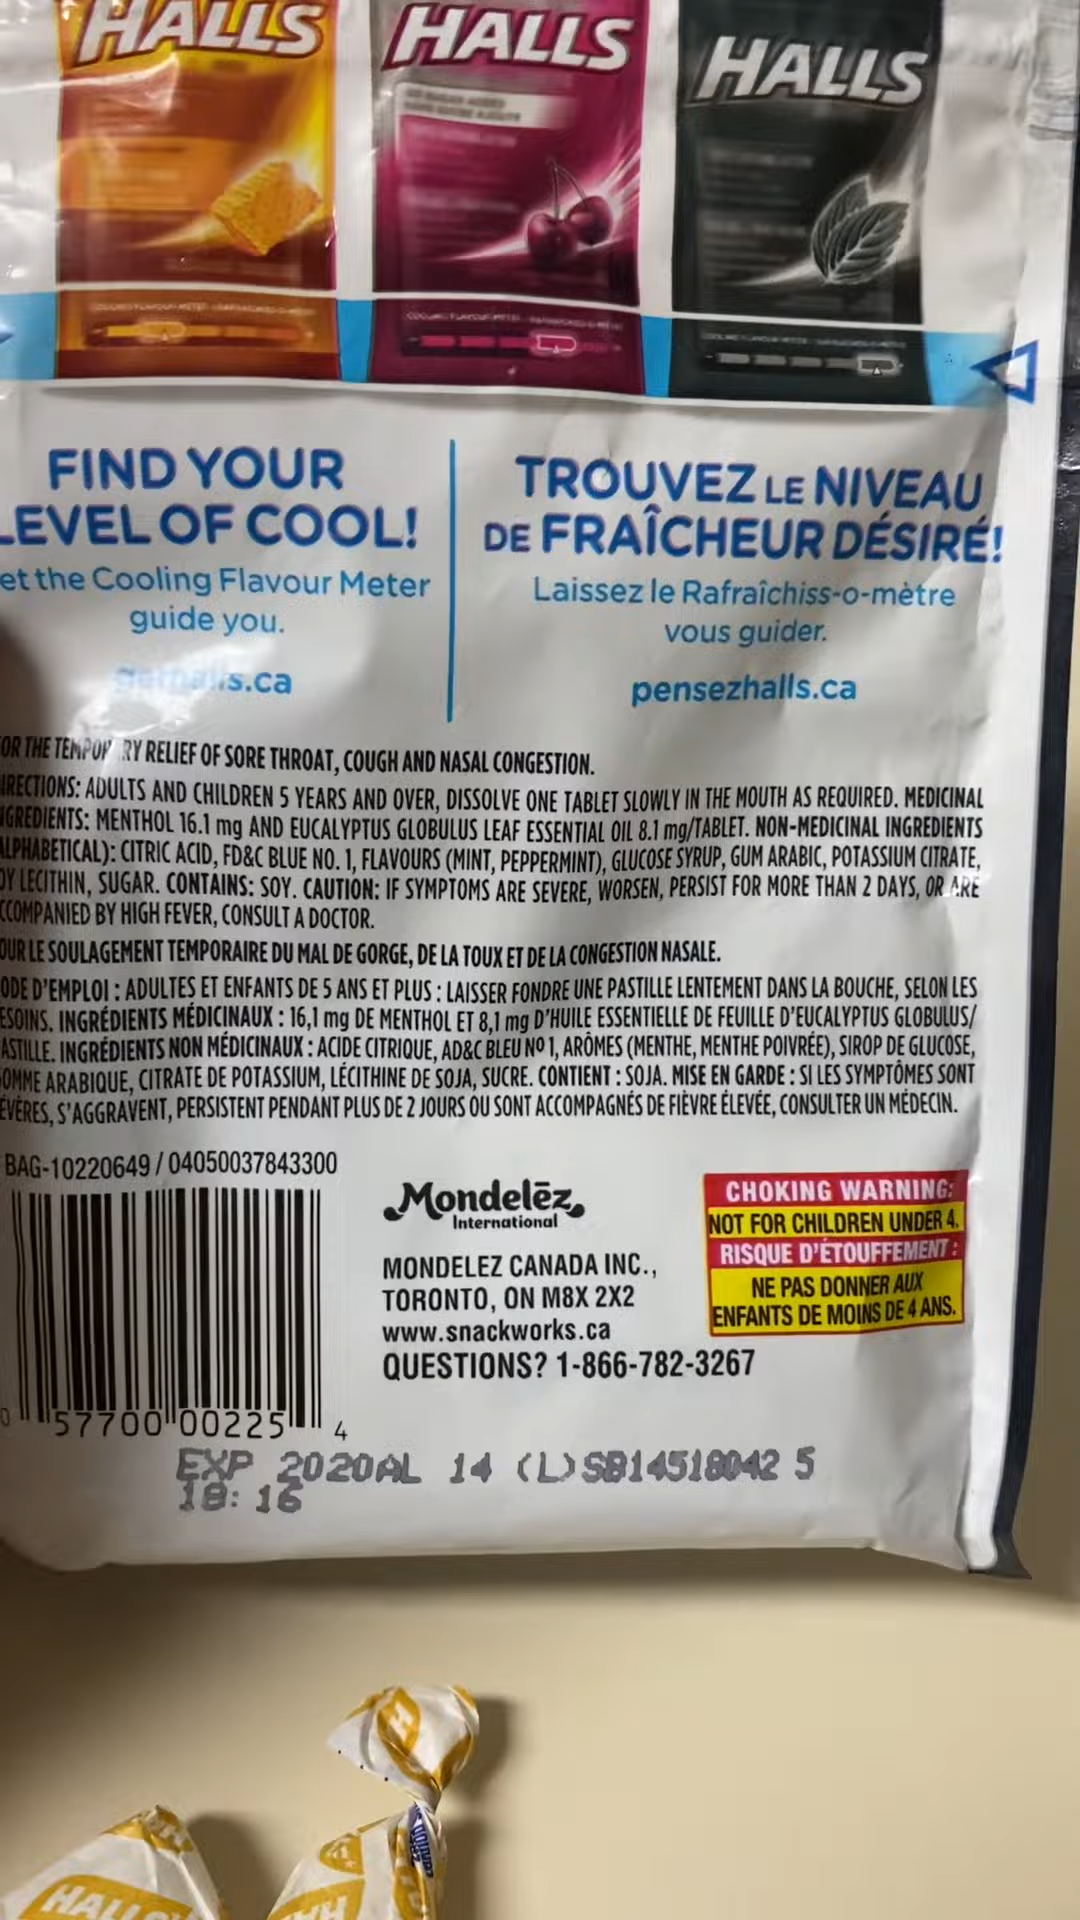 HALLS HALLS HALLS
FIND YOUR
LEVEL OF COOL!
et the Cooling Flavour Meter
guide you.
s.ca
TROUVEZ LE NIVEAU
DE FRAÎCHEUR DÉSIRÉ!
Laissez le Rafraîchiss-o-mètre
vous guider.
pensezhalls.ca
OR THE TEMPOR RY RELIEF OF SORE THROAT, COUGH AND NASAL CONGESTION.
IRECTIONS: ADULTS AND CHILDREN 5 YEARS AND OVER, DISSOLVE ONE TABLET SLOWLY IN THE MOUTH AS REQUIRED. MEDICINAL
NGREDIENTS: MENTHOL 16.1 mg AND EUCALYPTUS GLOBULUS LEAF ESSENTIAL OIL 8.1 mg/TABLET. NON-MEDICINAL INGREDIENTS
ALPHABETICAL): CITRIC ACID, FD&C BLUE NO. 1, FLAVOURS (MINT, PEPPERMINT), GLUCOSE SYRUP, GUM ARABIC, POTASSIUM CITRATE,
OY LECITHIN, SUGAR. CONTAINS: SOY. CAUTION: IF SYMPTOMS ARE SEVERE, WORSEN, PERSIST FOR MORE THAN 2 DAYS, OR ARE
CCOMPANIED BY HIGH FEVER, CONSULT A DOCTOR.
OUR LE SOULAGEMENT TEMPORAIRE DU MAL DE GORGE, DE LA TOUX ET DE LA CONGESTION NASALE.
ODE D'EMPLOI : ADULTES ET ENFANTS DE 5 ANS ET PLUS : LAISSER FONDRE UNE PASTILLE LENTEMENT DANS LA BOUCHE, SELON LES
ESOINS. INGRÉDIENTS MÉDICINAUX : 16,1 mg DE MENTHOL ET 8,1 mg D'HUILE ESSENTIELLE DE FEUILLE D'EUCALYPTUS GLOBULUS/
ASTILLE. INGRÉDIENTS NON MÉDICINAUX : ACIDE CITRIQUE, AD&C BLEU Nº 1, ARÔMES (MENTHE, MENTHE POIVRÉE), SIROP DE GLUCOSE,
OMME ARABIQUE, CITRATE DE POTASSIUM, LÉCITHINE DE SOJA, SUCRE. CONTIENT : SOJA. MISE EN GARDE : SI LES SYMPTÔMES SONT
ÉVÈRES, S'AGGRAVENT, PERSISTENT PENDANT PLUS DE 2 JOURS OU SONT ACCOMPAGNÉS DE FIÈVRE ÉLEVÉE, CONSULTER UN MÉDECIN.
BAG-10220649 / 04050037843300
Mondelēz
International
MONDELEZ CANADA INC.,
TORONTO, ON M8X 2X2
www.snackworks.ca
QUESTIONS? 1-866-782-3267
CHOKING WARNING:
NOT FOR CHILDREN UNDER 4.
RISQUE D'ÉTOUFFEMENT :
NE PAS DONNER AUX
ENFANTS DE MOINS DE 4 ANS.
0 57700 00225 4
EXP 2020AL 14 (L)SB14518042 5
18:16
HALLS